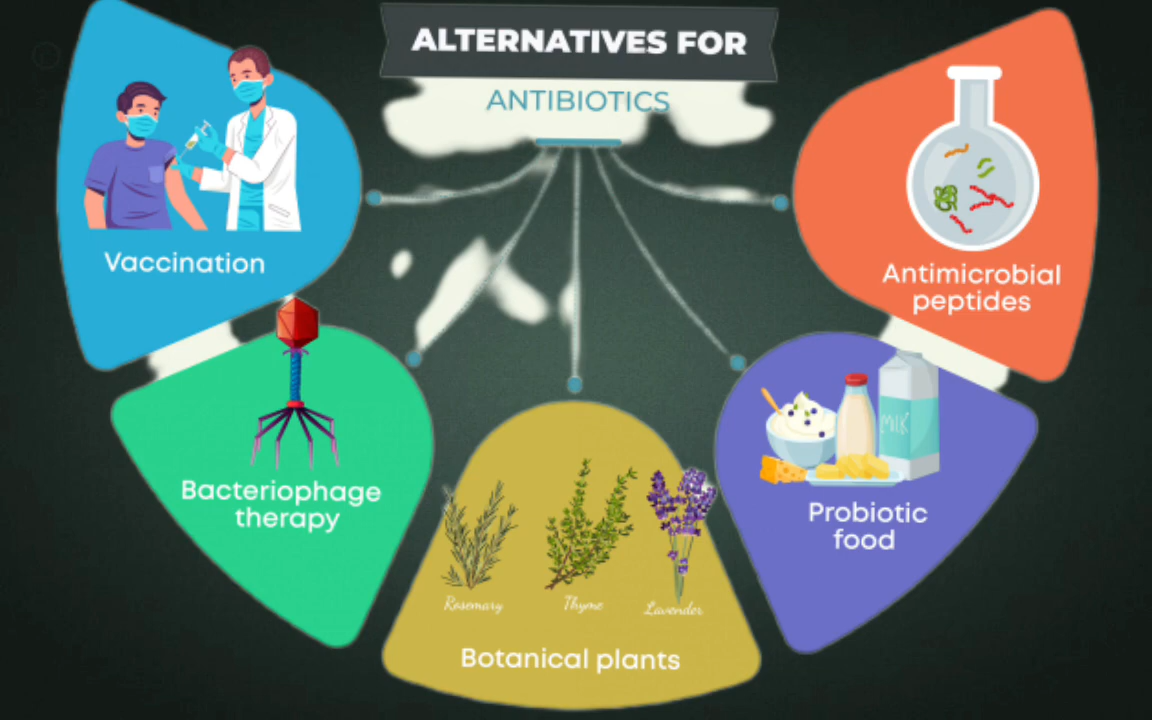 ALTERNATIVES FOR
ANTIBIOTICS
Vaccination
Antimicrobial
peptides
MILK
Bacteriophage
therapy
Probiotic
food
Rosemary
Thyme
Lavender
Botanical plants